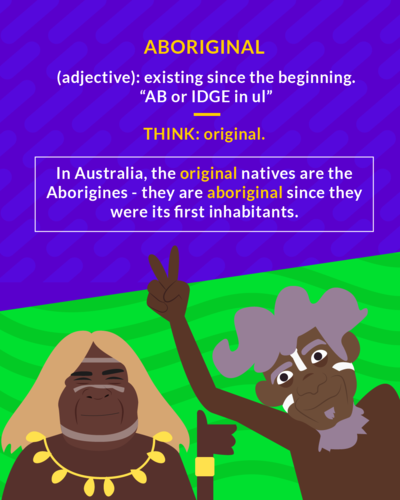 ABORIGINAL
(adjective): existing since the beginning.
“AB or IDGE in ul”
THINK: original.
In Australia, the original natives are the
Aborigines - they are aboriginal since they
were its first inhabitants.